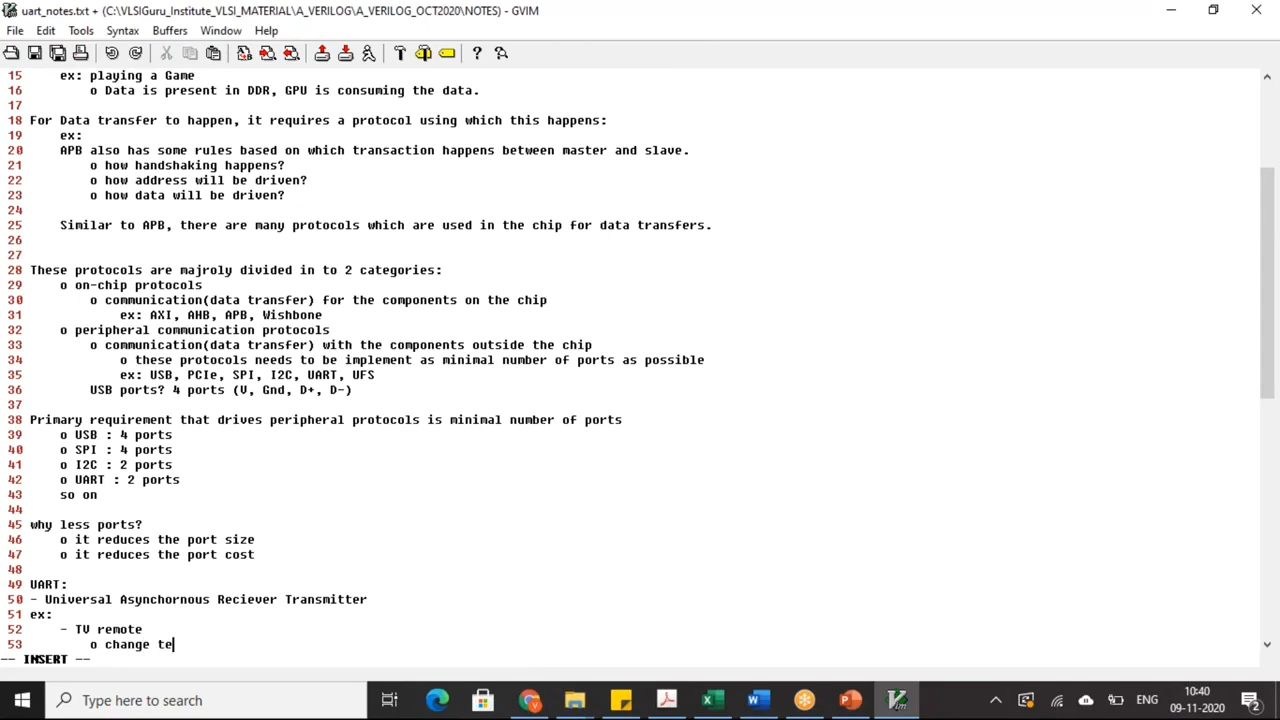 uart_notes.txt + (C:\VLSIGuru_Institute_VLSI_MATERIAL\A_VERILOG\A_VERILOG_OCT2020\NOTES) - GVIM
File Edit Tools Syntax Buffers Window Help
15 ex: playing a Game
16 o Data is present in DDR, GPU is consuming the data.
17
18 For Data transfer to happen, it requires a protocol using which this happens:
19 ex:
20 APB also has some rules based on which transaction happens between master and slave.
21 o how handshaking happens?
22 o how address will be driven?
23 o how data will be driven?
24
25 Similar to APB, there are many protocols which are used in the chip for data transfers.
26
27
28 These protocols are majroly divided in to 2 categories:
29 o on-chip protocols
30 o communication(data transfer) for the components on the chip
31 ex: AXI, AHB, APB, Wishbone
32 o peripheral communication protocols
33 o communication(data transfer) with the components outside the chip
34 o these protocols needs to be implement as minimal number of ports as possible
35 ex: USB, PCIe, SPI, I2C, UART, UFS
36 USB ports? 4 ports (V, Gnd, D+, D-)
37
38 Primary requirement that drives peripheral protocols is minimal number of ports
39 o USB : 4 ports
40 o SPI : 4 ports
41 o I2C : 2 ports
42 o UART : 2 ports
43 so on
44
45 why less ports?
46 o it reduces the port size
47 o it reduces the port cost
48
49 UART:
50 - Universal Asynchornous Reciever Transmitter
51 ex:
52 - TV remote
53 o change te
-- INSERT --
Type here to search
ENG
10:40
09-11-2020
2